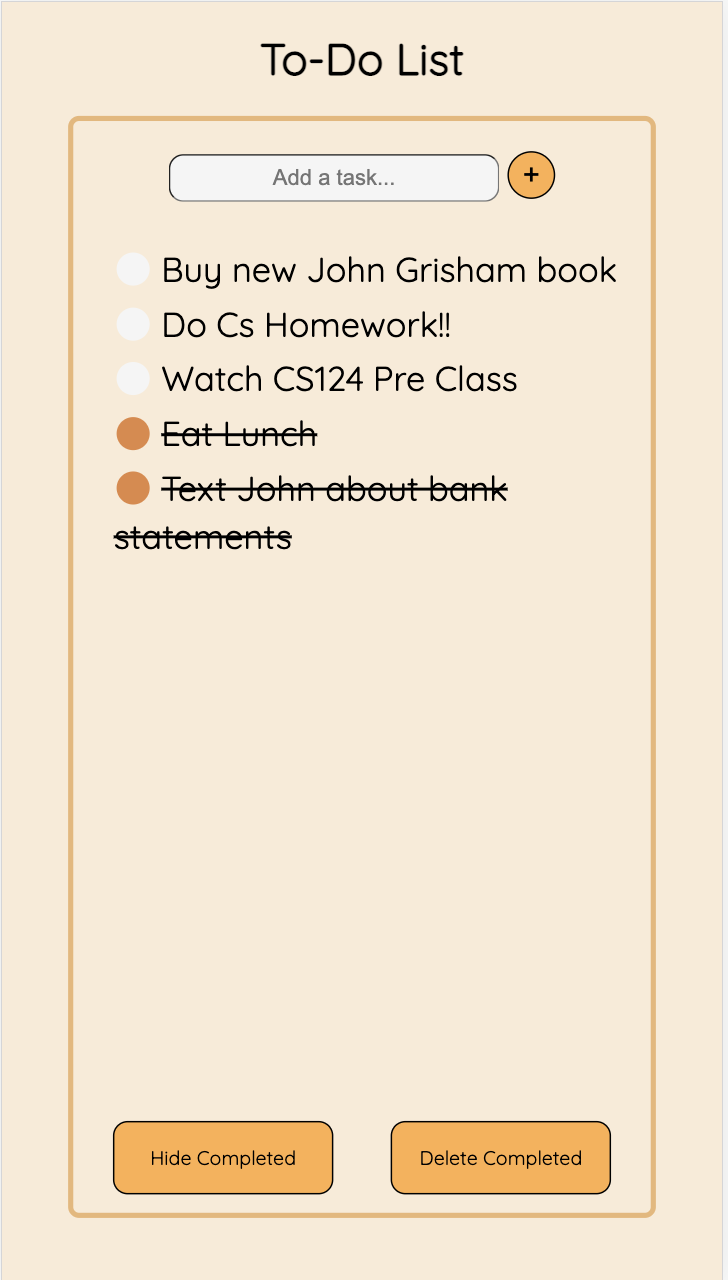 To-Do List
Add a task...
+
Buy new John Grisham book
Do Cs Homework!!
Watch CS124 Pre Class
Eat Lunch
Text John about bank
statements
Hide Completed
Delete Completed